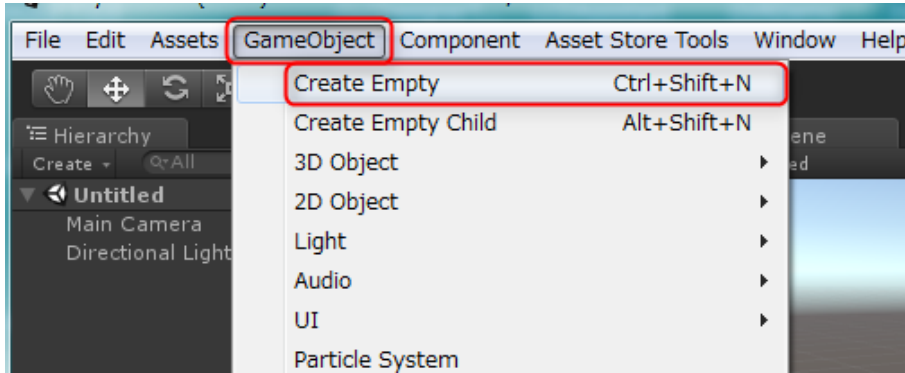 File Edit Assets GameObject Component Asset Store Tools Window Help
Create Empty Ctrl+Shift+N
Create Empty Child Alt+Shift+N
3D Object
2D Object
Light
Audio
UI
Particle System
Hierarchy
Create All
Untitled
Main Camera
Directional Light